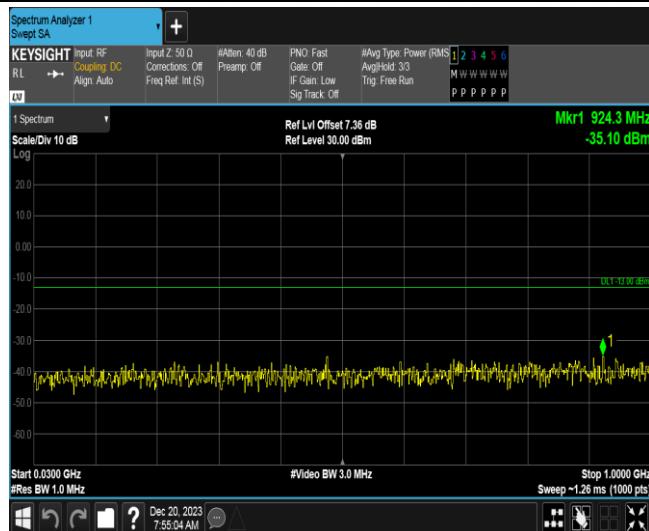 Spectrum Analyzer 1
Swept SA
+
KEYSIGHT
RL
LXI
Input: RF
Coupling: DC
Align: Auto
Input Z: 50 Ω
Corrections: Off
Freq Ref: Int (S)
#Atten: 40 dB
Preamp: Off
PNO: Fast
Gate: Off
IF Gain: Low
Sig Track: Off
#Avg Type: Power (RMS
Avg|Hold: 3/3
Trig: Free Run
1 2 3 4 5 6
M W W W W W
P P P P P P
1 Spectrum
Scale/Div 10 dB
Log
Ref Lvl Offset 7.36 dB
Ref Level 30.00 dBm
Mkr1 924.3 MHz
-35.10 dBm
20.0
10.0
0.00
-10.0
DL1 -13.00 dBm
-20.0
-30.0
1
-40.0
-50.0
-60.0
Start 0.0300 GHz
#Res BW 1.0 MHz
#Video BW 3.0 MHz
Stop 1.0000 GHz
Sweep ~1.26 ms (1000 pts)
?
Dec 20, 2023
7:55:04 AM